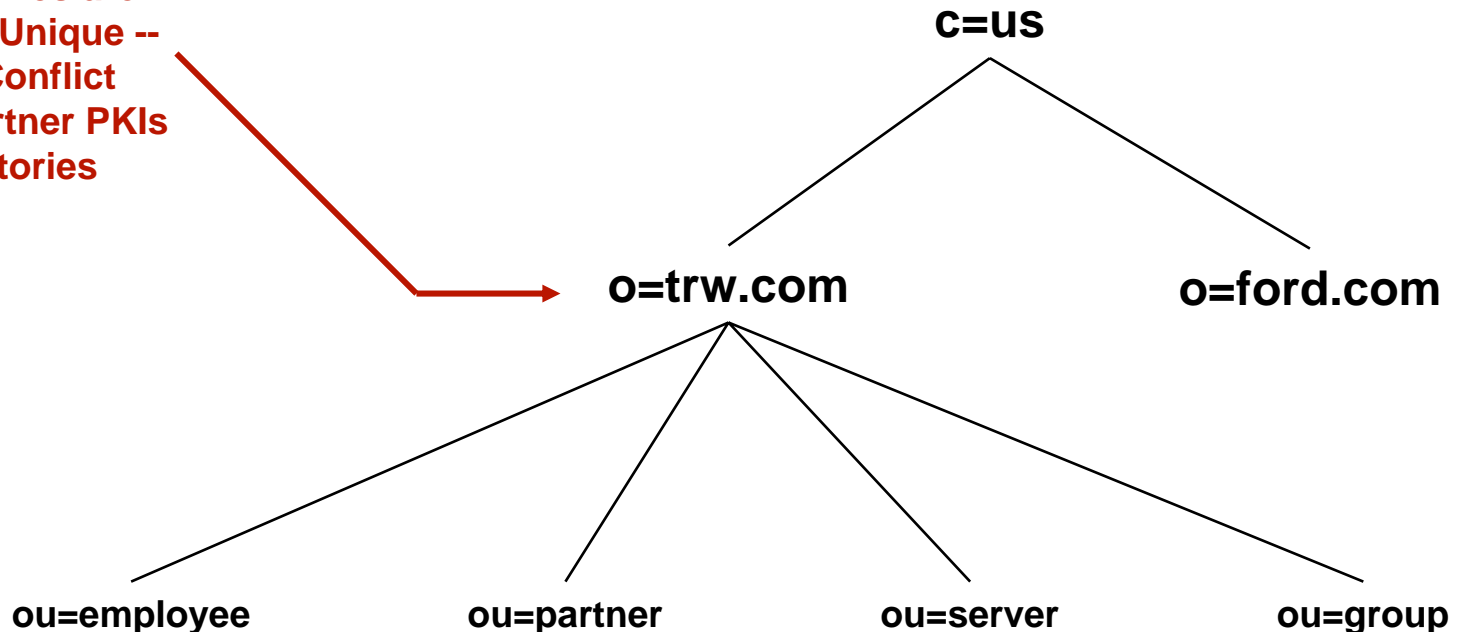 Unique --
Conflict
rtner PKIs
tories
c=us
o=trw.com
o=ford.com
ou=employee
ou=partner
ou=server
ou=group